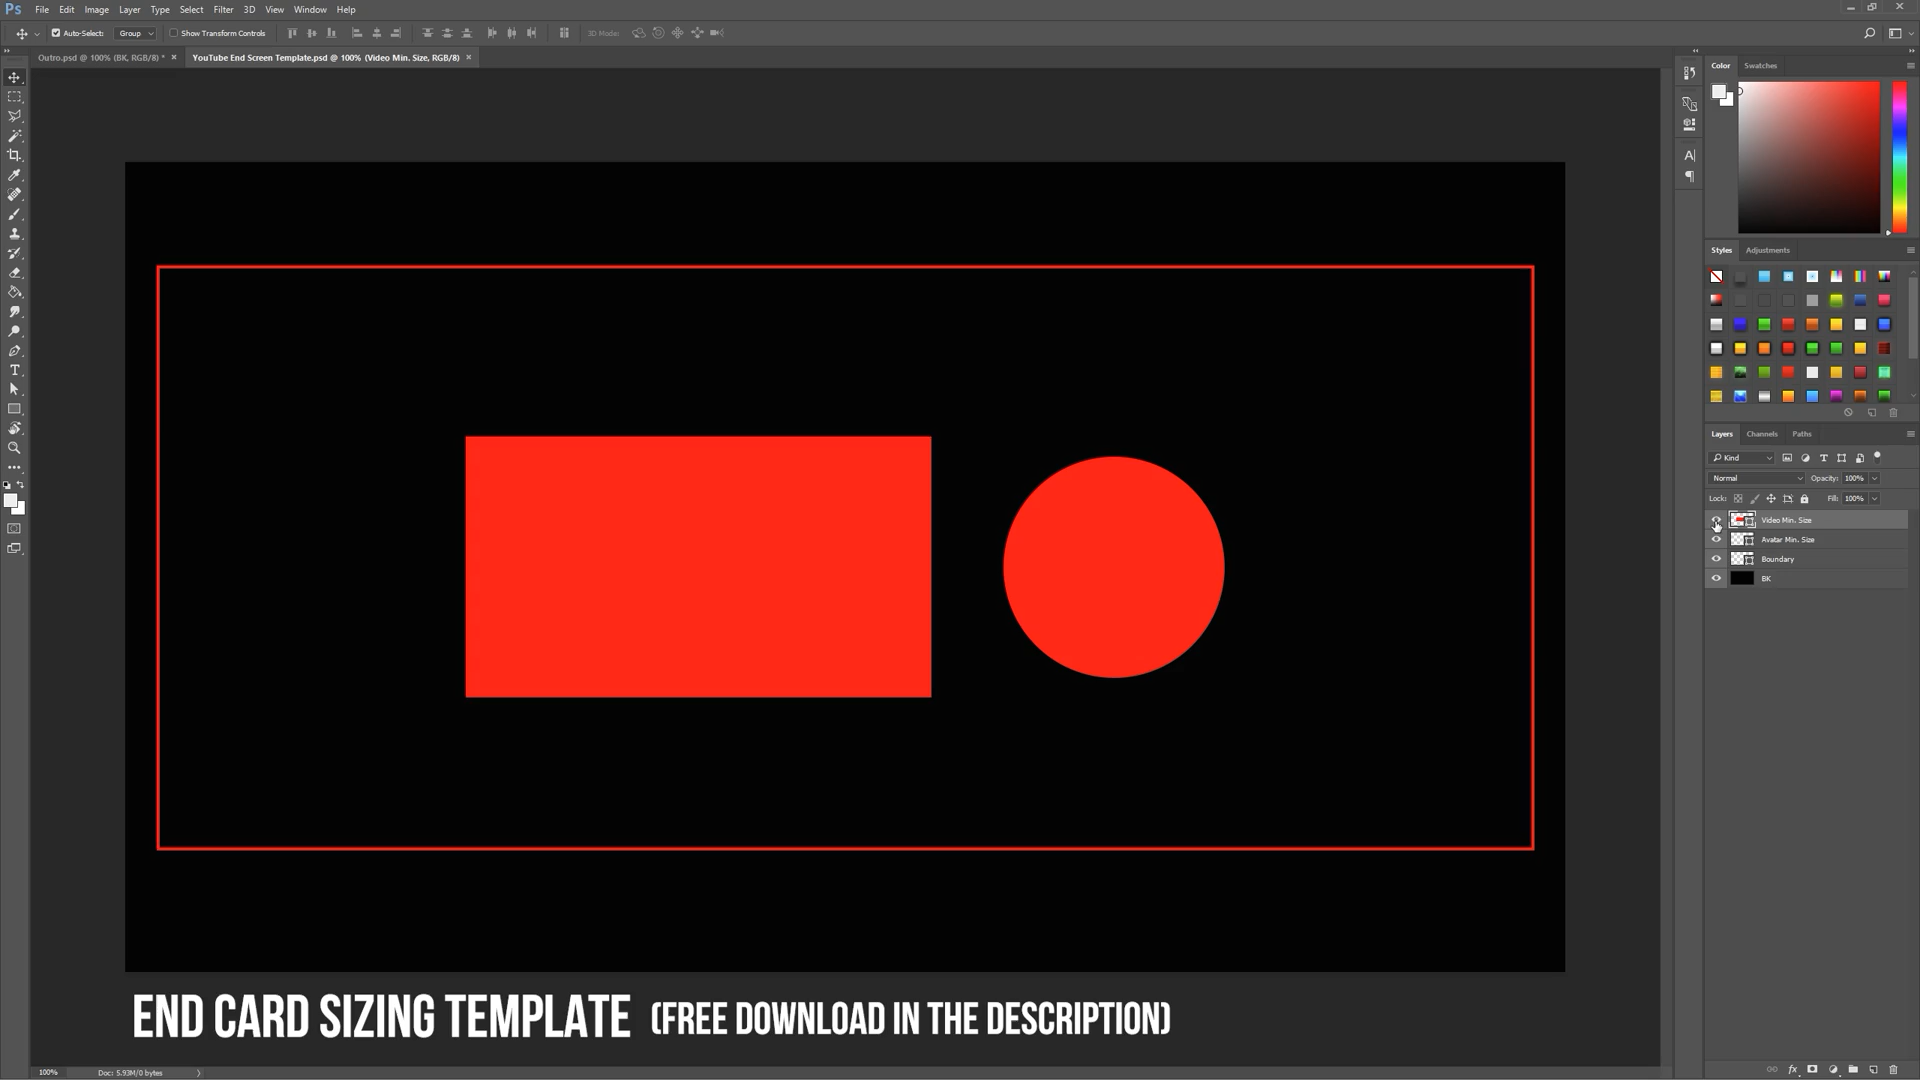 Ps File Edit Image Layer Type Select Filter 3D View Window Help
Auto-Select: Group Show Transform Controls 3D Mode:
Outro.psd @ 100% (BK, RGB/8) * × YouTube End Screen Template.psd @ 100% (Video Min. Size, RGB/8) ×
Color Swatches
Styles Adjustments
Layers Channels Paths
Kind
Normal Opacity: 100%
Lock: Fill: 100%
Video Min. Size
Avatar Min. Size
Boundary
BK
END CARD SIZING TEMPLATE (FREE DOWNLOAD IN THE DESCRIPTION)
100% Doc: 5.93M/0 bytes